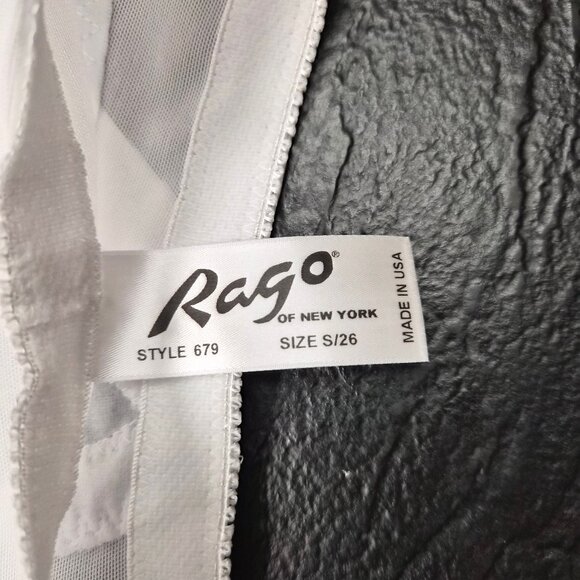 Rago®
OF NEW YORK
STYLE 679 SIZE S/26
MADE IN USA